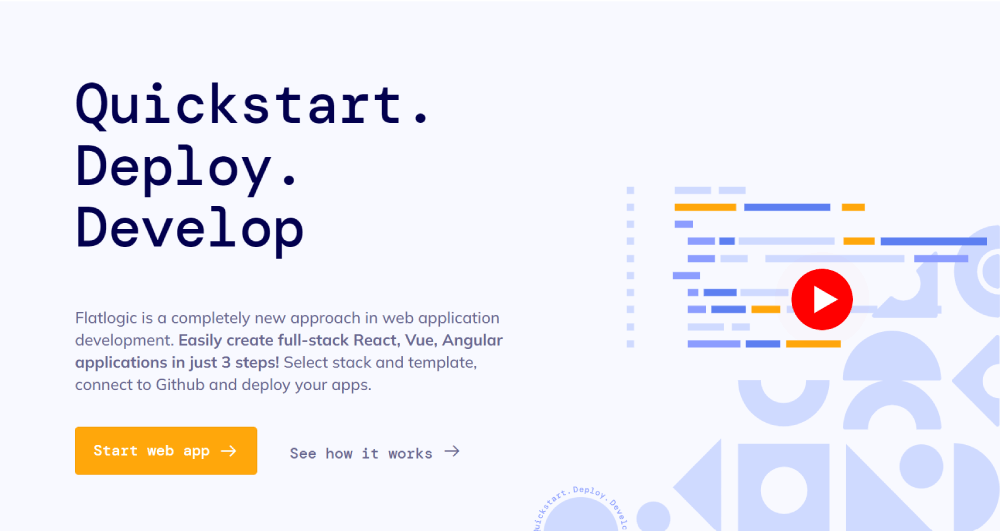 Quickstart.
Deploy.
Develop
Flatlogic is a completely new approach in web application
development. Easily create full-stack React, Vue, Angular
applications in just 3 steps! Select stack and template,
connect to Github and deploy your apps.
Start web app →
See how it works →
Deploy.